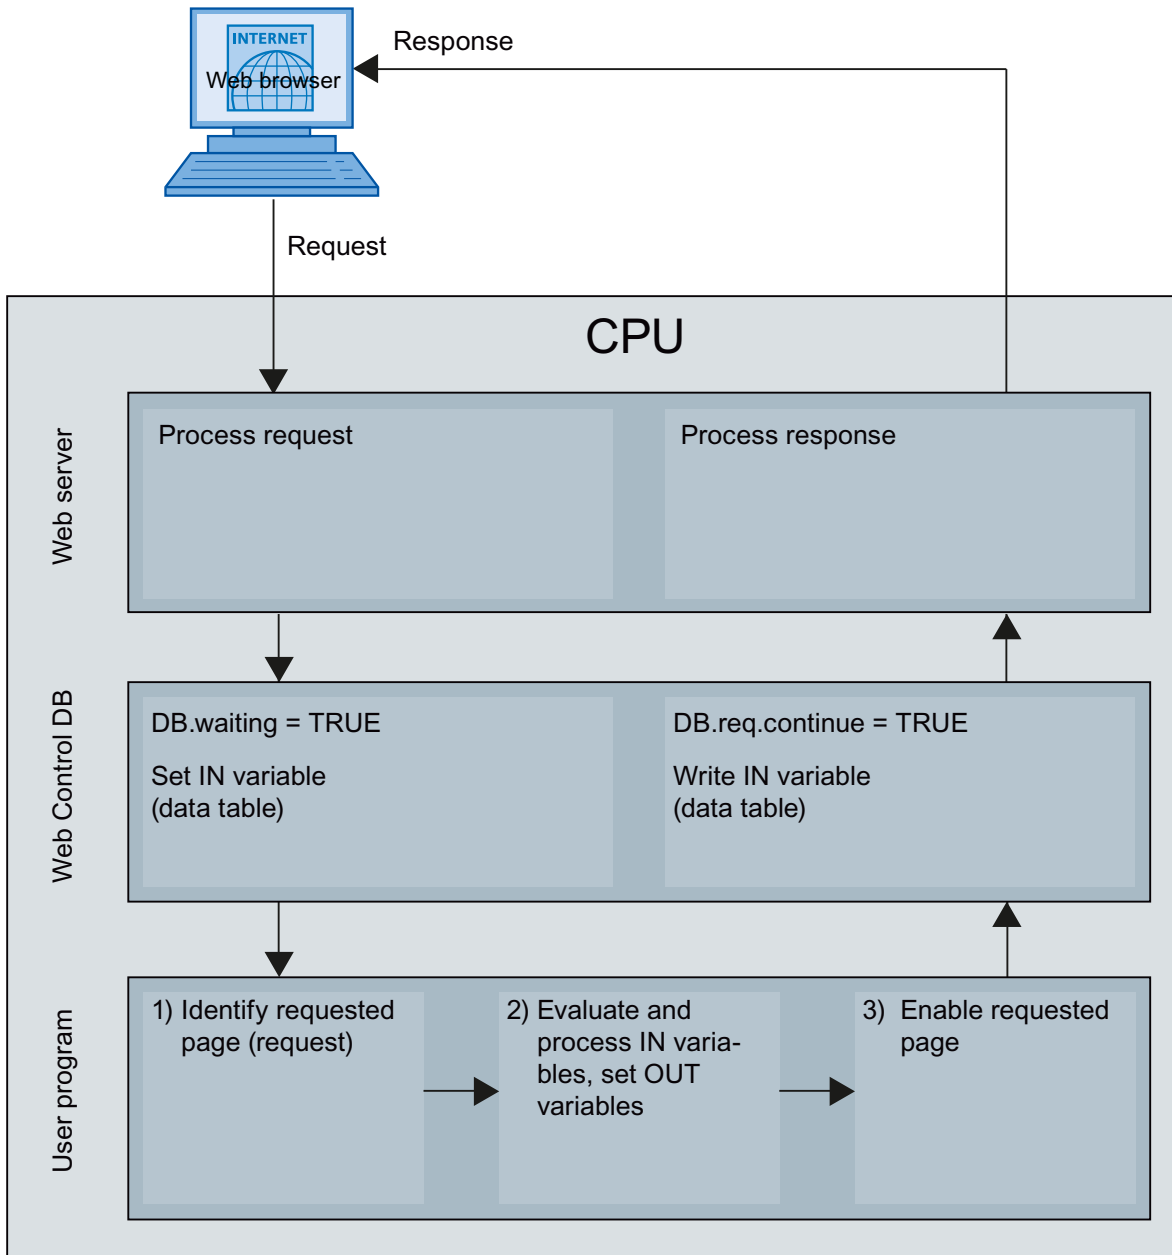 INTERNET
Web browser
Response
Request
CPU
Web server
Process request
Process response
Web Control DB
DB.waiting = TRUE
Set IN variable
(data table)
DB.req.continue = TRUE
Write IN variable
(data table)
User program
1) Identify requested
page (request)
2) Evaluate and
process IN varia-
bles, set OUT
variables
3) Enable requested
page